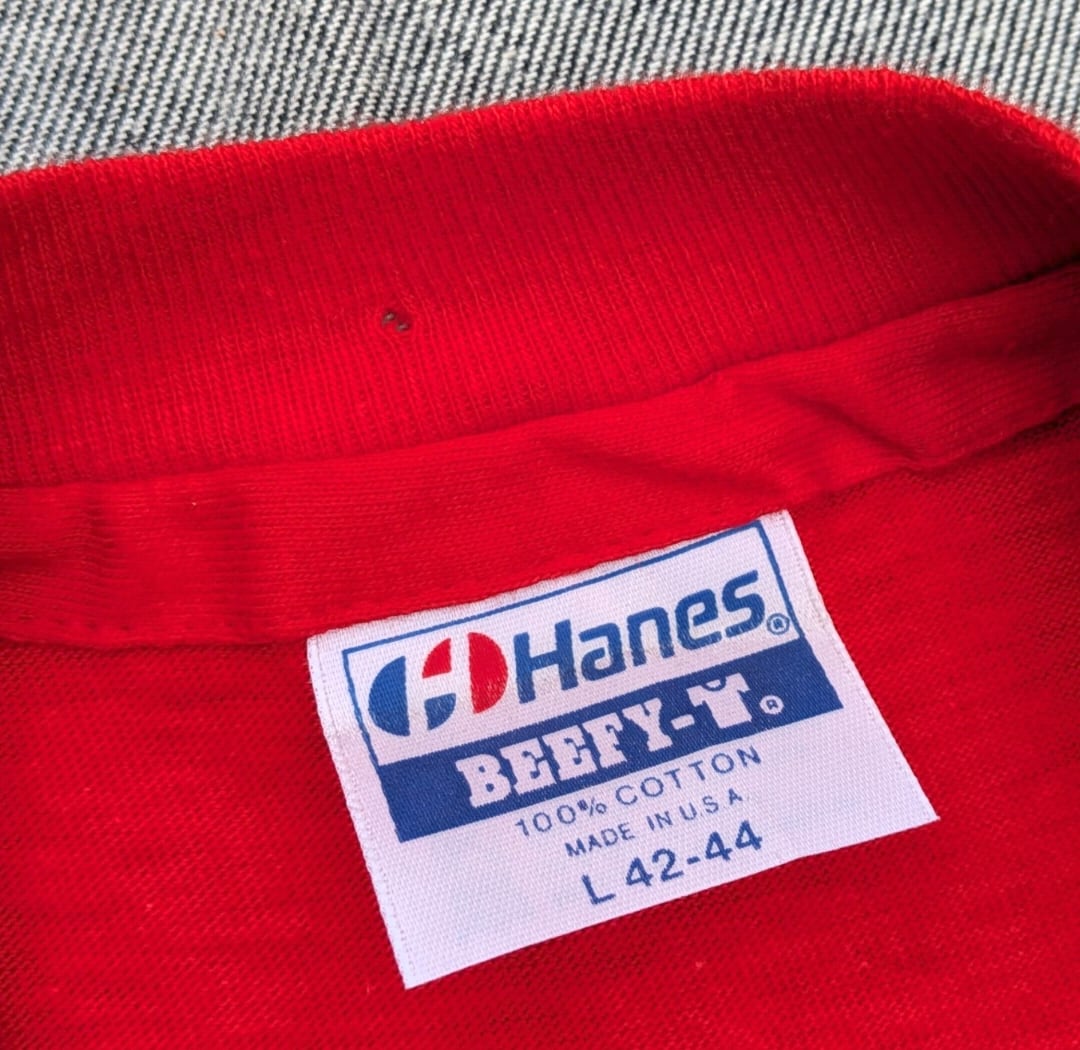 Hanes®
BEEFY-T®
100% COTTON
MADE IN U.S.A.
L 42-44